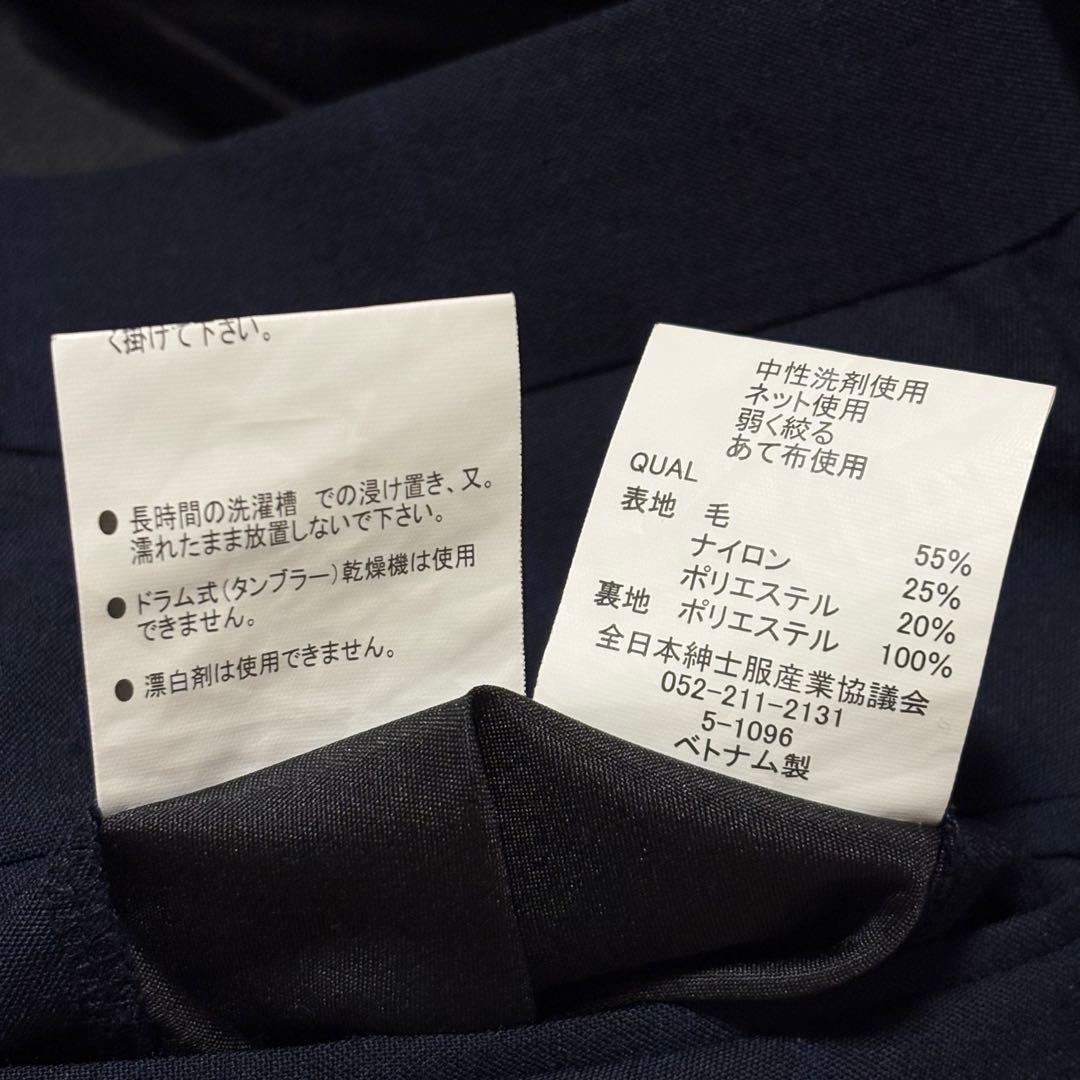 く掛けて下さい。
● 長時間の洗濯槽 での浸け置き、又。
濡れたまま放置しないで下さい。
● ドラム式(タンブラー)乾燥機は使用
できません。
● 漂白剤は使用できません。
中性洗剤使用
ネット使用
弱く絞る
あて布使用
QUAL
表地 毛 55%
ナイロン 25%
ポリエステル 20%
裏地 ポリエステル 100%
全日本紳士服産業協議会
052-211-2131
5-1096
ベトナム製